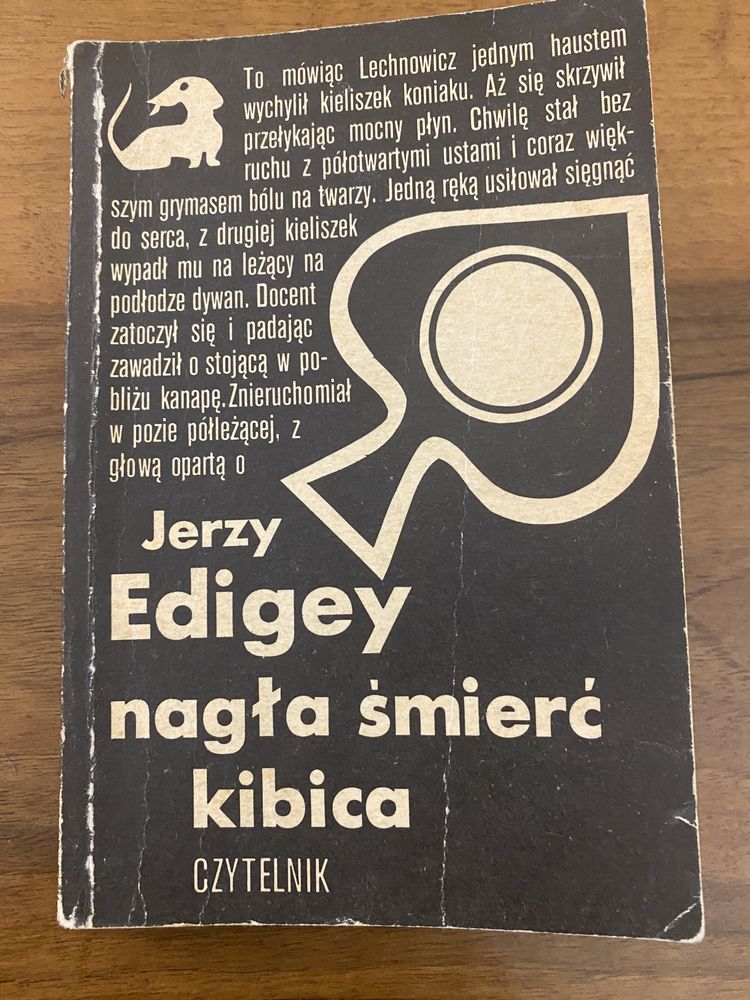 To mówiąc Lechnowicz jednym haustem
wychylił kieliszek koniaku. Aż się skrzywił
przełykając mocny płyn. Chwilę stał bez
ruchu z półotwartymi ustami i coraz więk-
szym grymasem bólu na twarzy. Jedną ręką usiłował sięgnąć
do serca, z drugiej kieliszek
wypadł mu na leżący na
podłodze dywan. Docent
zatoczył się i padając
zawadził o stojącą w po-
bliżu kanapę. Znieruchomiał
w pozie półleżącej, z
głową opartą o
Jerzy
Edigey
nagła śmierć
kibica
CZYTELNIK